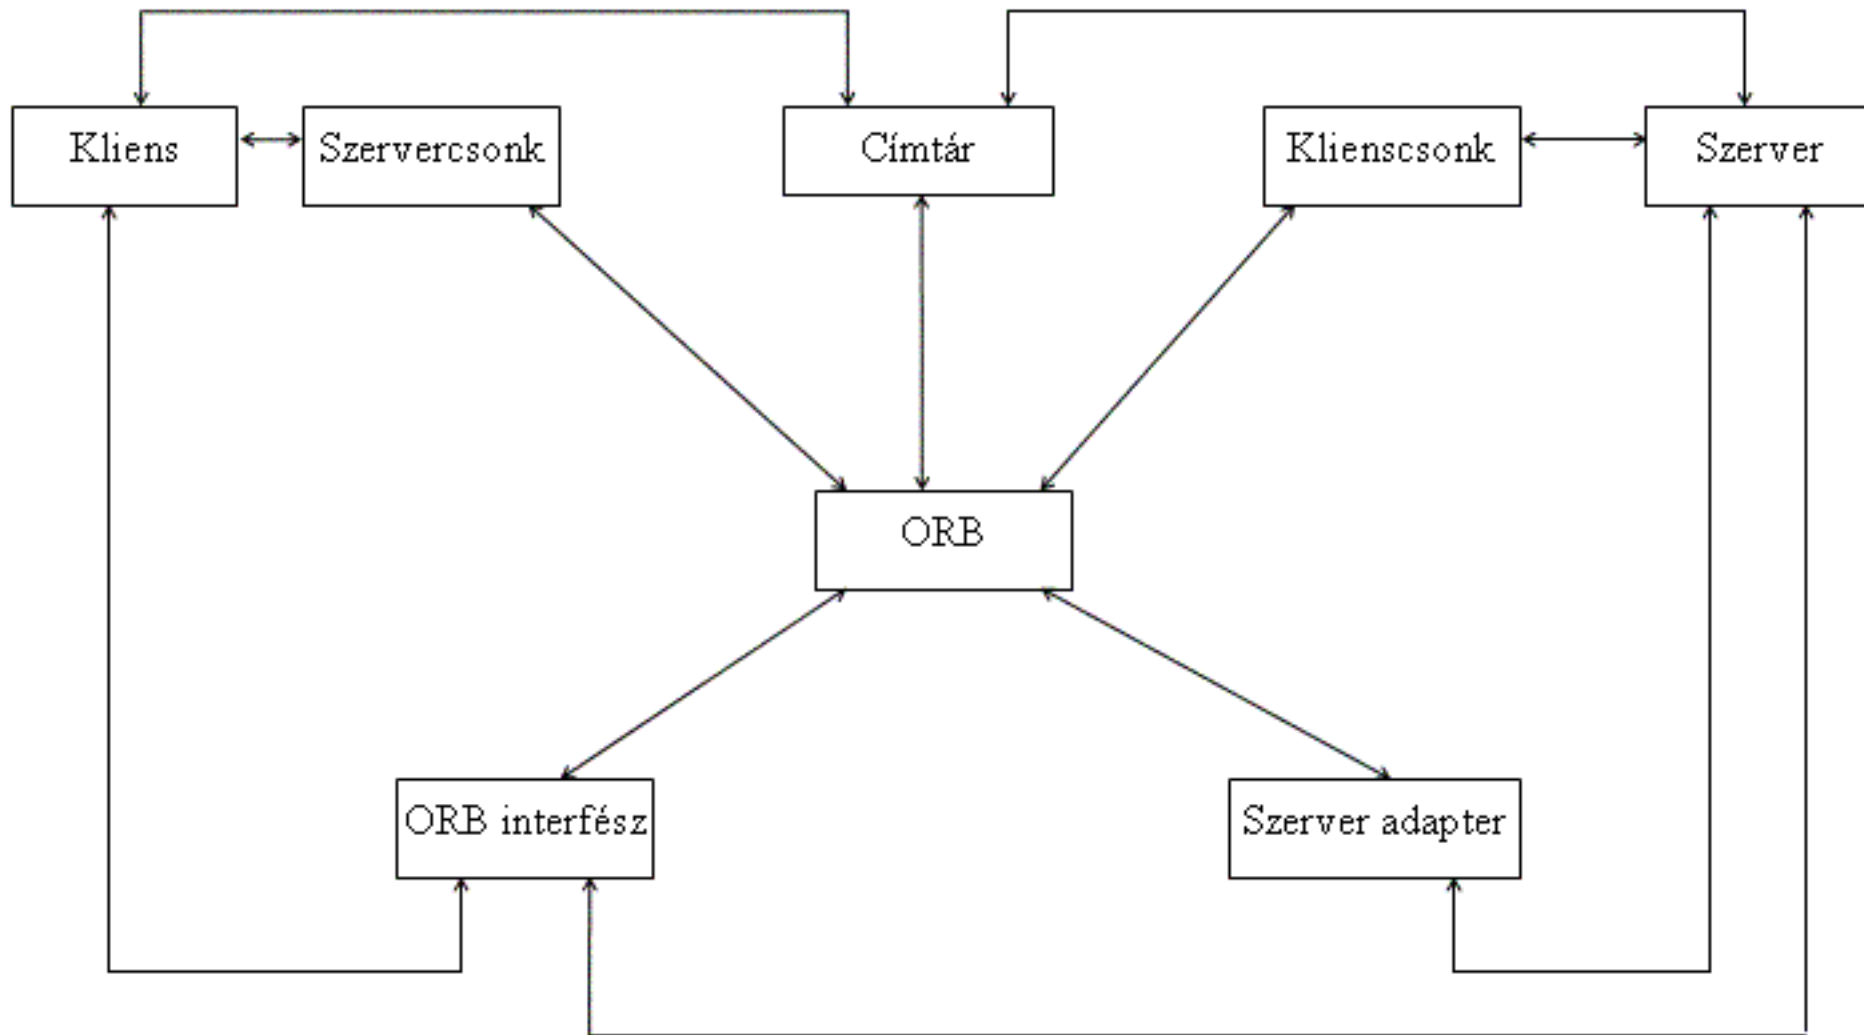 Kliens
Szervercsonk
Címtár
Klienscsonk
Szerver
ORB
ORB interfész
Szerver adapter